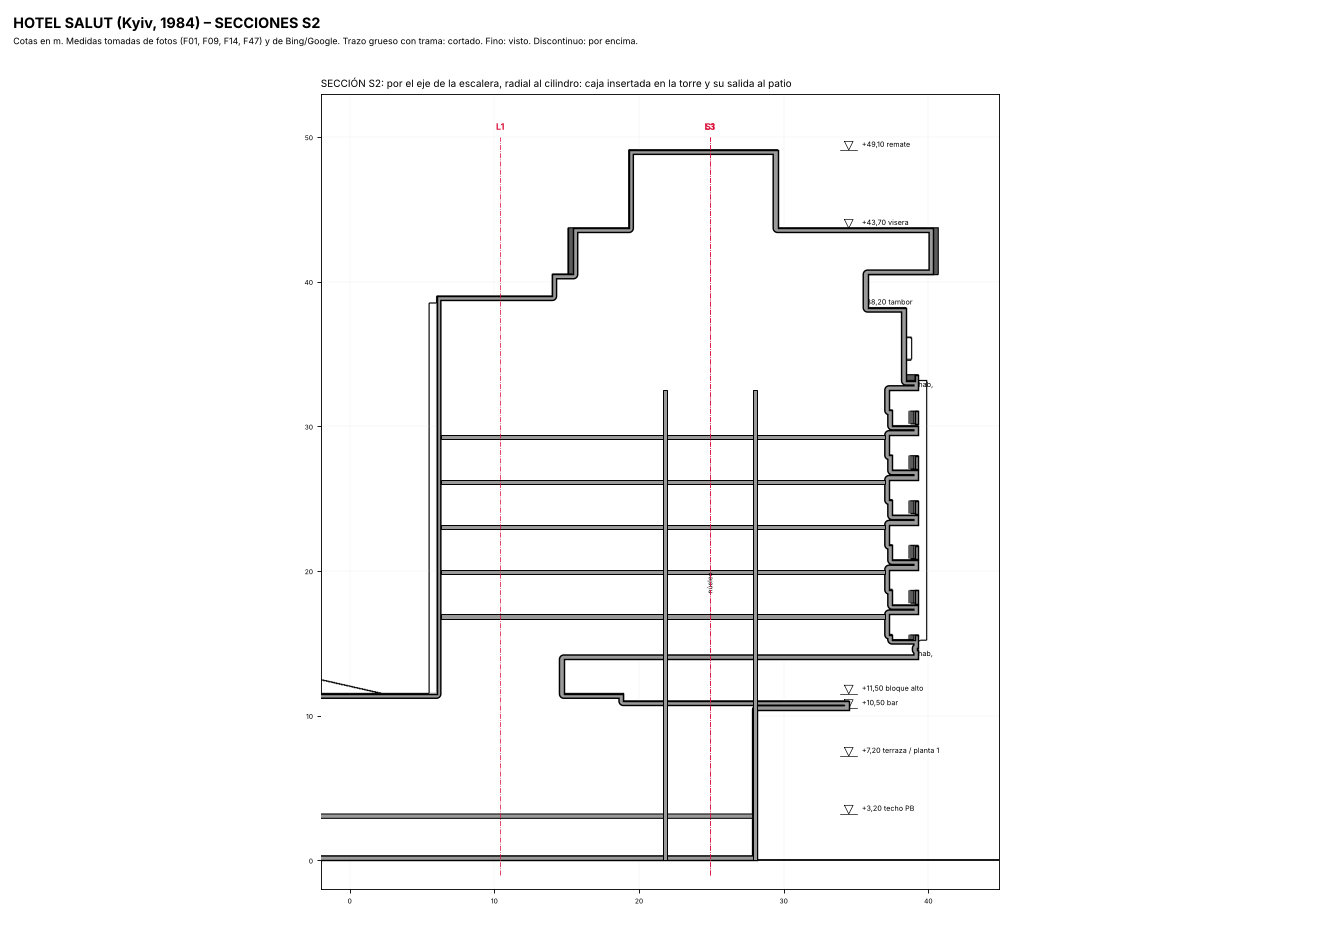 HOTEL SALUT (Kyiv, 1984) – SECCIONES S2
Cotas en m. Medidas tomadas de fotos (F01, F09, F14, F47) y de Bing/Google. Trazo grueso con trama: cortado. Fino: visto. Discontinuo: por encima.
SECCIÓN S2: por el eje de la escalera, radial al cilindro: caja insertada en la torre y su salida al patio
L1
50
+49,10 remate
+43,70 visera
40
38,20 tambor
hab,
30
20
núcleo
hab,
+11,50 bloque alto
+10,50 bar
10
+7,20 terraza / planta 1
+3,20 techo PB
0
0
10
20
30
40